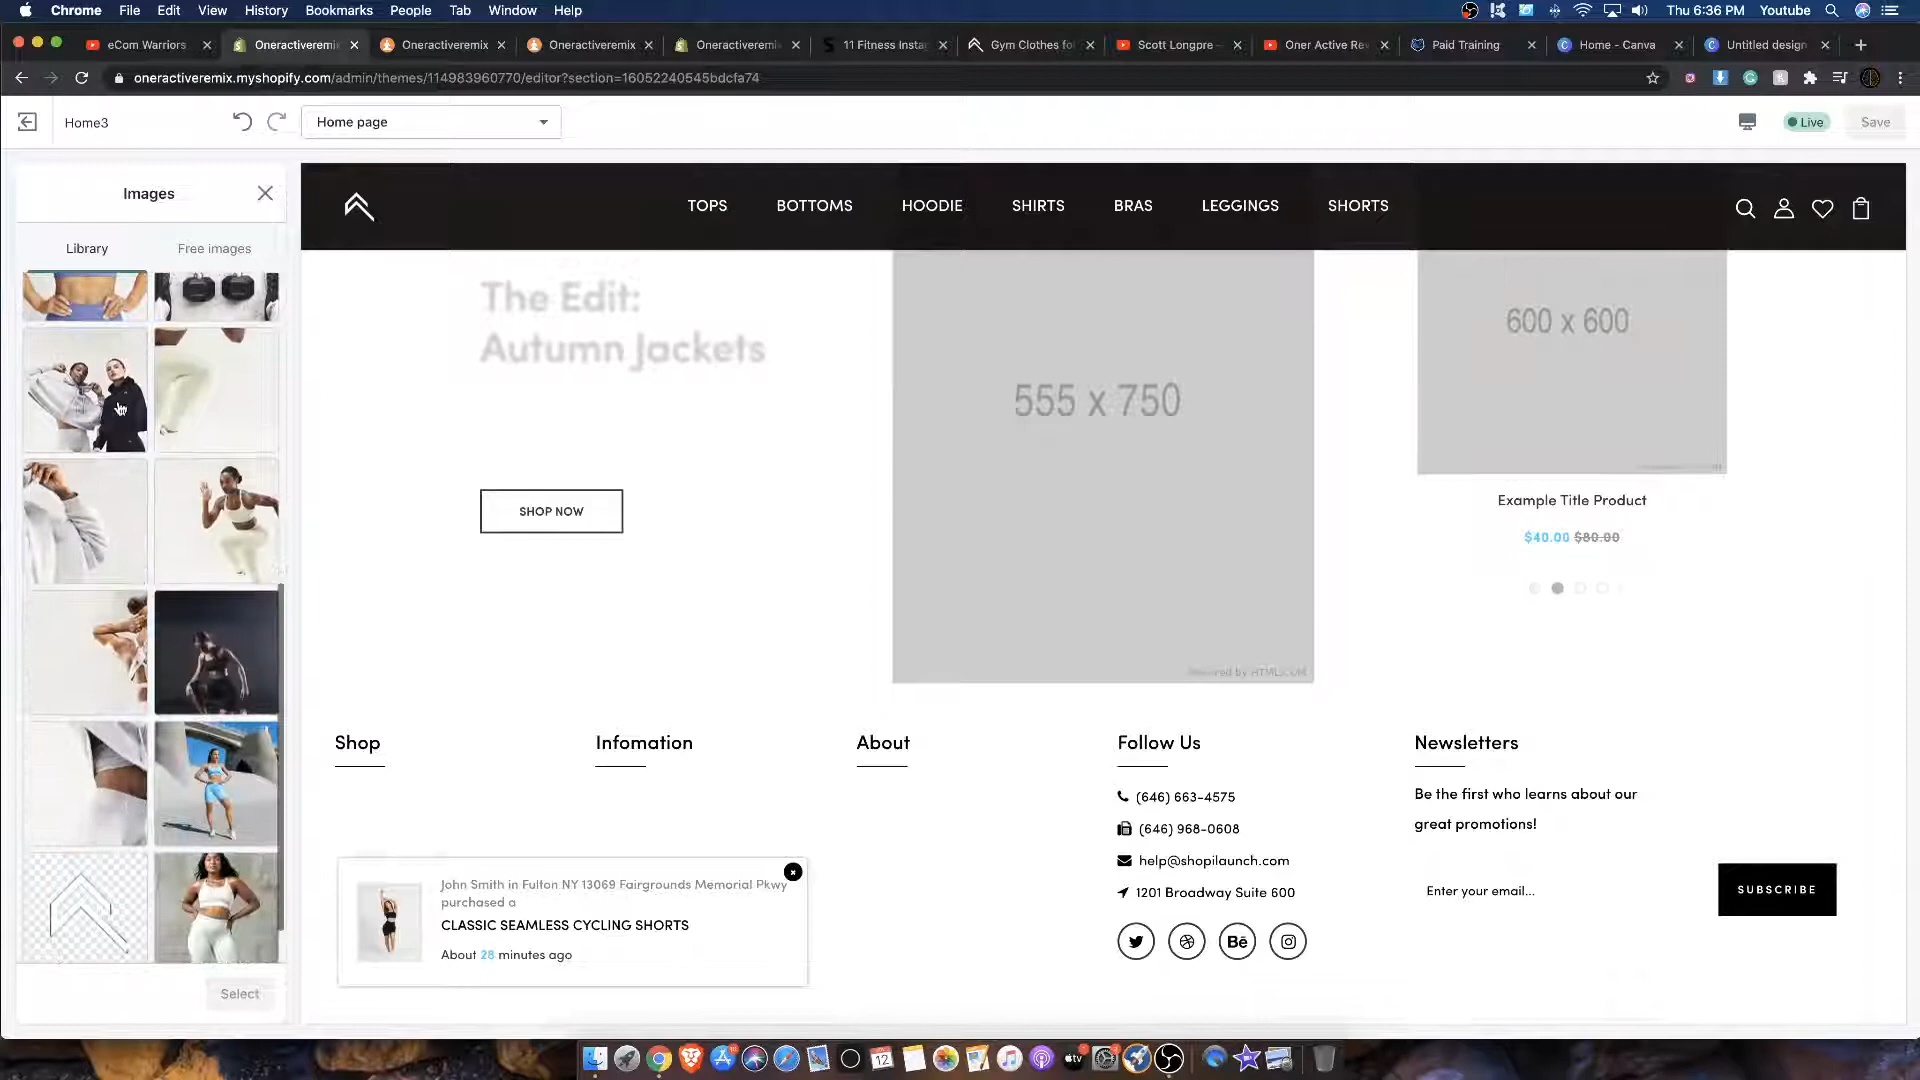 Chrome File Edit View History Bookmarks People Tab Window Help
Thu 6:36 PM Youtube
eCom Warriors
Oneractiveremi
Oneractiveremix
Oneractiveremix
Oneractiveremi
11 Fitness Insta
Gym Clothes fo
Scott Longpre
Oner Active Re
Paid Training
Home - Canva
Untitled design
oneractiveremix.myshopify.com/admin/themes/114983960770/editor?section=16052240545bdcfa74
Home3
Home page
Live
Save
Images
Library Free images
Select
TOPS BOTTOMS HOODIE SHIRTS BRAS LEGGINGS SHORTS
The Edit:
Autumn Jackets
SHOP NOW
555 x 750
600 x 600
Example Title Product
$40.00 $80.00
Shop
Infomation
About
Follow Us
(646) 663-4575
(646) 968-0608
help@shopilaunch.com
1201 Broadway Suite 600
Bē
Newsletters
Be the first who learns about our
great promotions!
Enter your email...
SUBSCRIBE
John Smith in Fulton NY 13069 Fairgrounds Memorial Pkwy
purchased a
CLASSIC SEAMLESS CYCLING SHORTS
About 28 minutes ago
12
tv